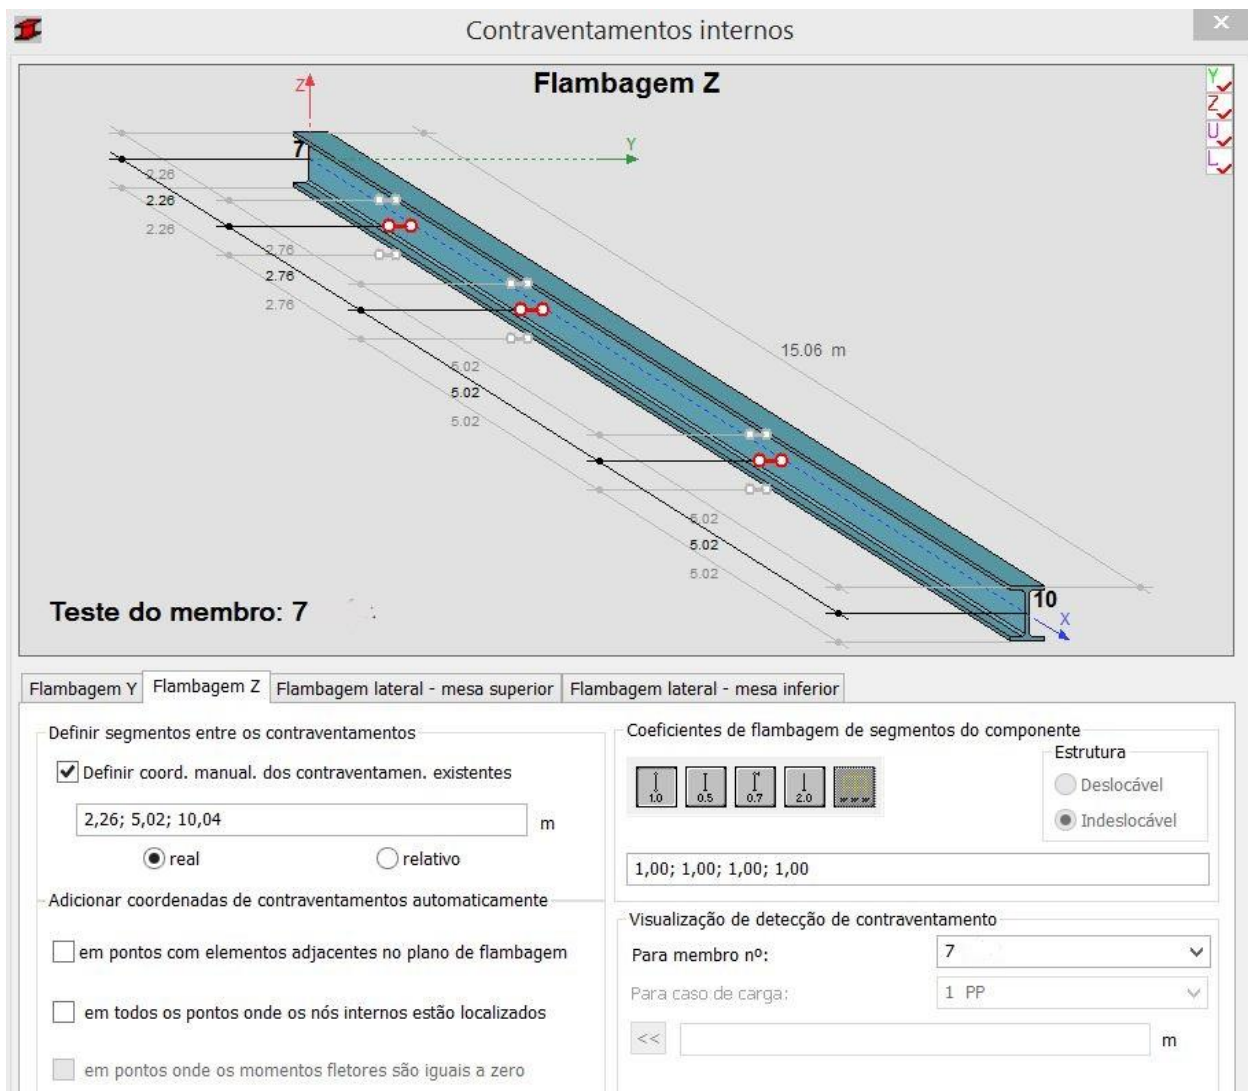 Contraventamentos internos
Flambagem Z
Z
Y
Z
U
L
7
Y
2.26
2.26
2.26
2.76
2.76
2.76
15.06 m
5.02
5.02
5.02
5.02
5.02
5.02
10
X
Teste do membro: 7
Flambagem Y
Flambagem Z
Flambagem lateral - mesa superior
Flambagem lateral - mesa inferior
Definir segmentos entre os contraventamentos
Definir coord. manual. dos contraventamen. existentes
2,26; 5,02; 10,04 m
real
relativo
Adicionar coordenadas de contraventamentos automaticamente
em pontos com elementos adjacentes no plano de flambagem
em todos os pontos onde os nós internos estão localizados
em pontos onde os momentos fletores são iguais a zero
Coeficientes de flambagem de segmentos do componente
1.0 0.5 0.7 2.0
Estrutura
Deslocável
Indeslocável
1,00; 1,00; 1,00; 1,00
Visualização de detecção de contraventamento
Para membro nº: 7
Para caso de carga: 1 PP
<< m